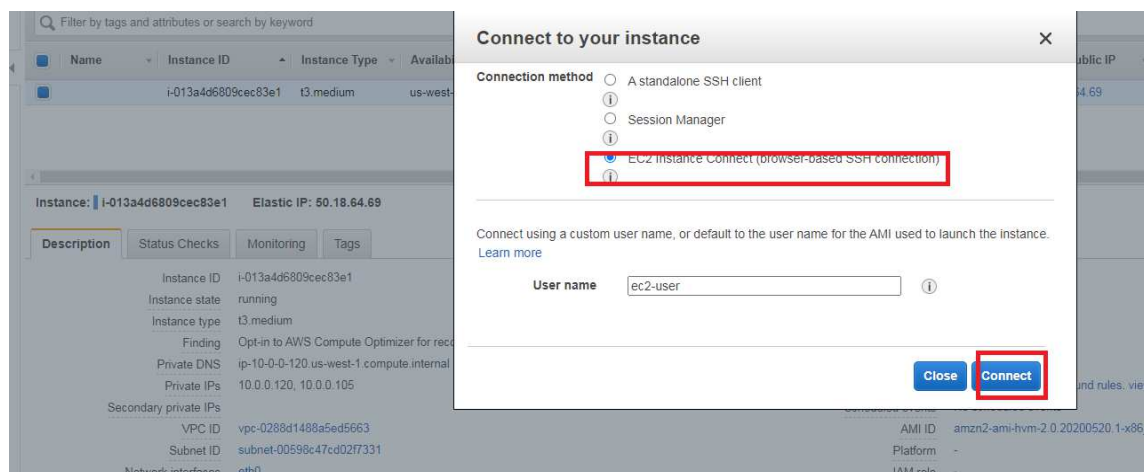 Filter by tags and attributes or search by keyword
Name Instance ID Instance Type Availabi
i-013a4d6809cec83e1 t3.medium us-west-
ublic IP
4.69
Connect to your instance
Connection method
A standalone SSH client
Session Manager
EC2 Instance Connect (browser-based SSH connection)
Connect using a custom user name, or default to the user name for the AMI used to launch the instance.
Learn more
User name ec2-user
Close Connect
Instance: i-013a4d6809cec83e1 Elastic IP: 50.18.64.69
Description Status Checks Monitoring Tags
Instance ID i-013a4d6809cec83e1
Instance state running
Instance type t3.medium
Finding Opt-in to AWS Compute Optimizer for reco
Private DNS ip-10-0-0-120.us-west-1.compute.internal
Private IPs 10.0.0.120, 10.0.0.105
und rules. vie
Secondary private IPs
VPC ID vpc-0288d1488a5ed5663
AMI ID amzn2-ami-hvm-2.0.20200520.1-x86
Subnet ID subnet-00598c47cd02f7331
Platform -
Network interfaces eth0
IAM role -